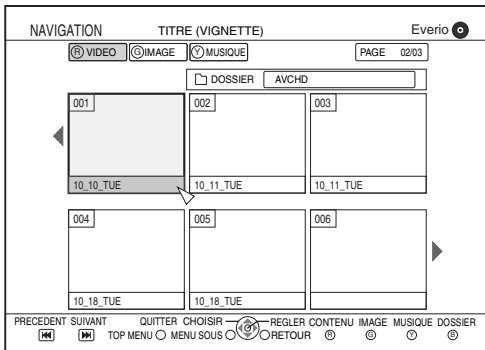 NAVIGATION TITRE (VIGNETTE) Everio
R VIDEO G IMAGE Y MUSIQUE PAGE 02/03
DOSSIER AVCHD
001 002 003
10_10_TUE 10_11_TUE 10_11_TUE
004 005 006
10_18_TUE 10_18_TUE
PRECEDENT SUIVANT QUITTER CHOISIR REGLER CONTENU IMAGE MUSIQUE DOSSIER
TOP MENU MENU SOUS RETOUR R G Y B